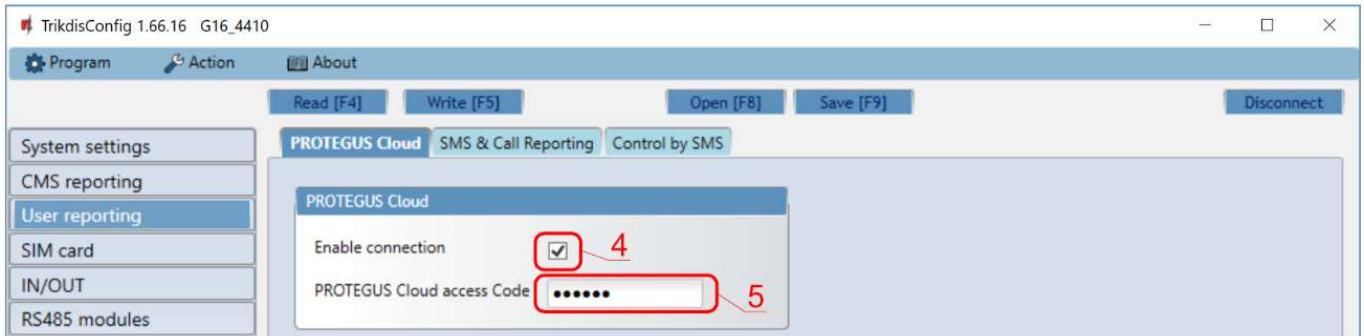 TrikdisConfig 1.66.16 G16_4410
Program Action About
Read [F4] Write [F5] Open [F8] Save [F9] Disconnect
System settings
CMS reporting
User reporting
SIM card
IN/OUT
RS485 modules
PROTEGUS Cloud SMS & Call Reporting Control by SMS
PROTEGUS Cloud
Enable connection 4
PROTEGUS Cloud access Code •••••• 5